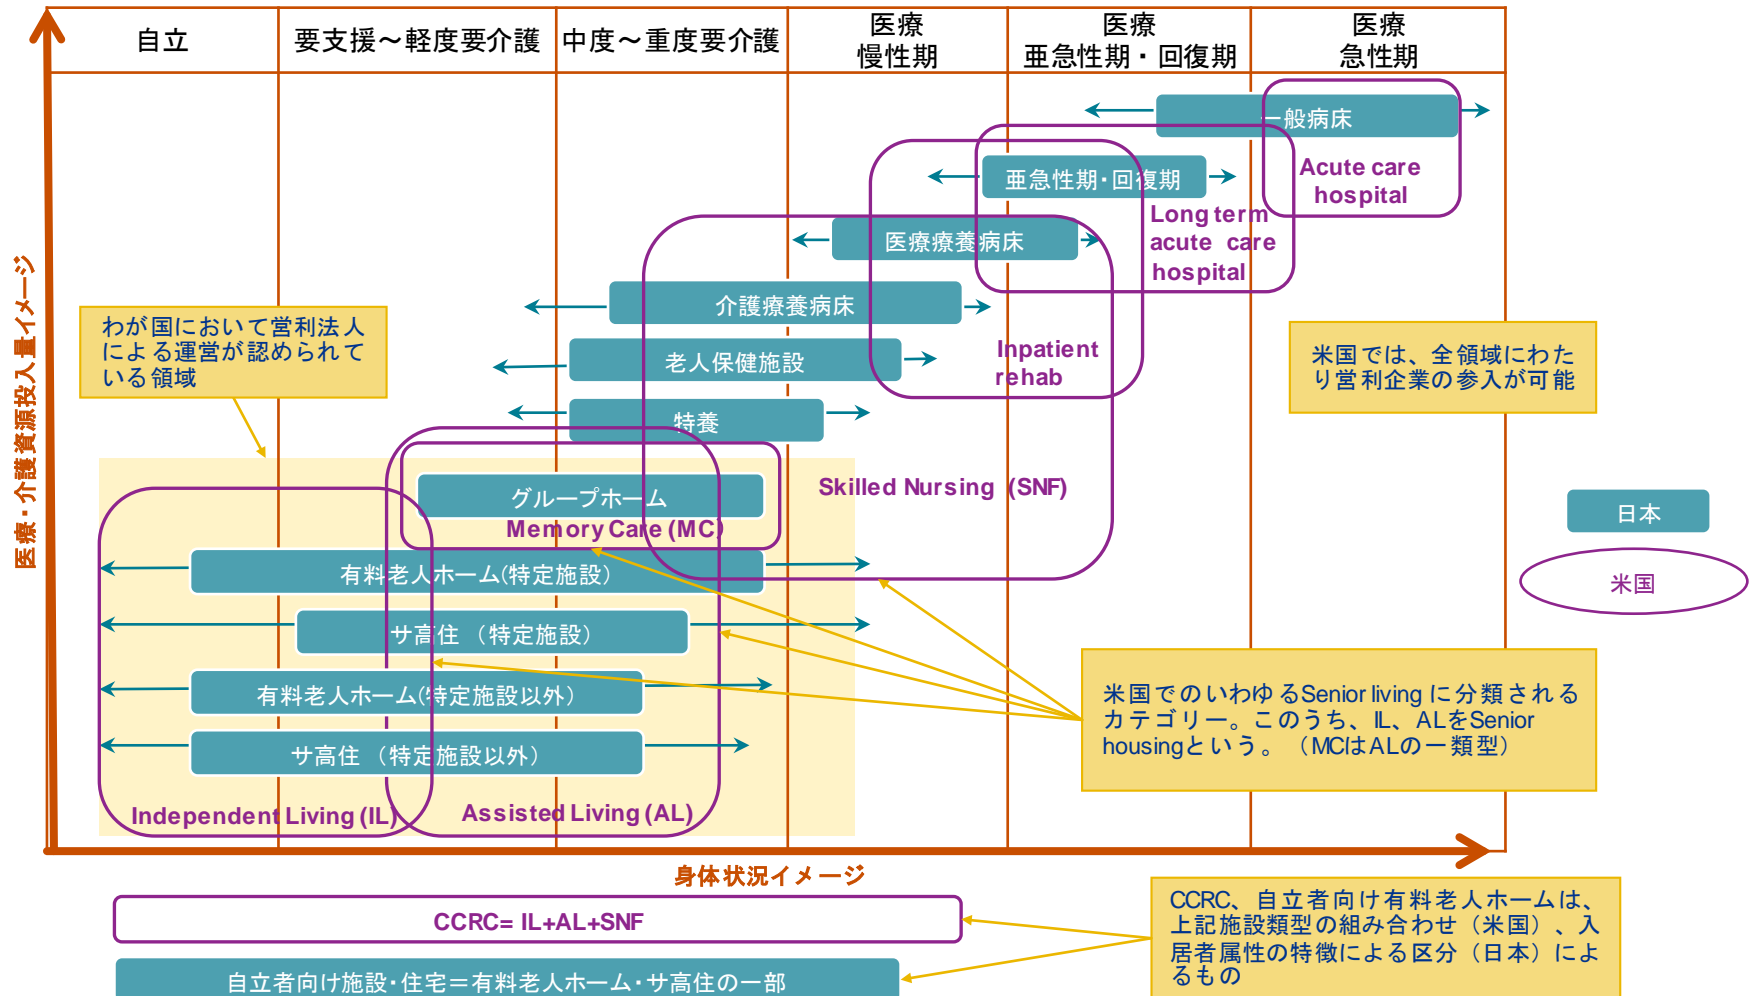 自立
要支援～軽度要介護
中度～重度要介護
医療
慢性期
医療
亜急性期・回復期
医療
急性期
医療・介護資源投入量イメージ
一般病床
Acute care
hospital
亜急性期・回復期
Long term
acute care
hospital
医療療養病床
介護療養病床
Inpatient
rehab
老人保健施設
特養
わが国において営利法人
による運営が認められて
いる領域
米国では、全領域にわた
り営利企業の参入が可能
グループホーム
Memory Care (MC)
Skilled Nursing (SNF)
有料老人ホーム(特定施設)
サ高住 （特定施設）
有料老人ホーム(特定施設以外)
サ高住 （特定施設以外）
Independent Living (IL)
Assisted Living (AL)
日本
米国
米国でのいわゆるSenior living に分類される
カテゴリー。このうち、IL、ALをSenior
housingという。（MCはALの一類型）
身体状況イメージ
CCRC= IL+AL+SNF
自立者向け施設・住宅＝有料老人ホーム・サ高住の一部
CCRC、自立者向け有料老人ホームは、
上記施設類型の組み合わせ（米国）、入
居者属性の特徴による区分（日本）によ
るもの